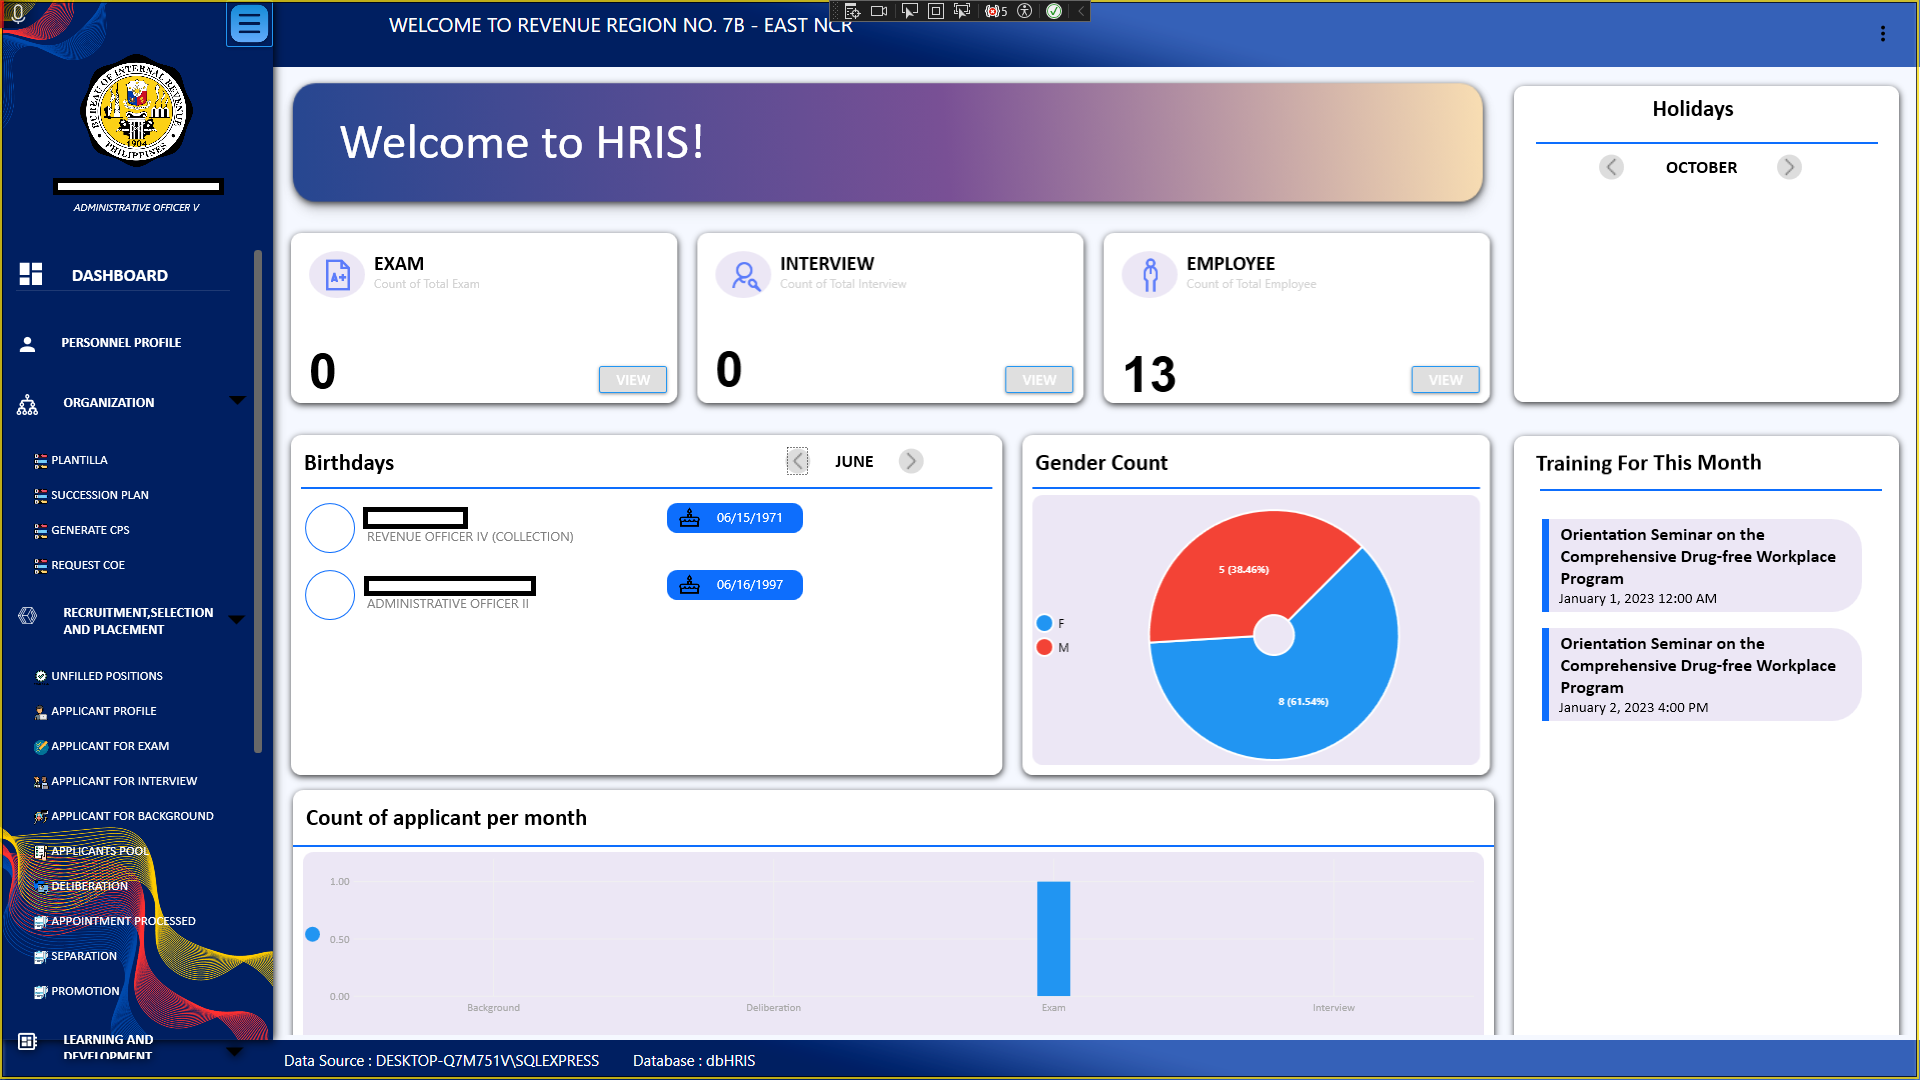 WELCOME TO REVENUE REGION NO. 7B - EAST NCR
5
BUREAU OF INTERNAL REVENUE
1904
PHILIPPINES
ADMINISTRATIVE OFFICER V
DASHBOARD
PERSONNEL PROFILE
ORGANIZATION
PLANTILLA
SUCCESSION PLAN
GENERATE CPS
REQUEST COE
RECRUITMENT,SELECTION
AND PLACEMENT
UNFILLED POSITIONS
APPLICANT PROFILE
APPLICANT FOR EXAM
APPLICANT FOR INTERVIEW
APPLICANT FOR BACKGROUND
APPLICANTS POOL
DELIBERATION
APPOINTMENT PROCESSED
SEPARATION
PROMOTION
LEARNING AND
DEVELOPMENT
Welcome to HRIS!
A+
EXAM
Count of Total Exam
0
VIEW
INTERVIEW
Count of Total Interview
0
VIEW
EMPLOYEE
Count of Total Employee
13
VIEW
Holidays
OCTOBER
Birthdays
JUNE
REVENUE OFFICER IV (COLLECTION)
06/15/1971
ADMINISTRATIVE OFFICER II
06/16/1997
Gender Count
F
M
5 (38.46%)
8 (61.54%)
Training For This Month
Orientation Seminar on the
Comprehensive Drug-free Workplace
Program
January 1, 2023 12:00 AM
Orientation Seminar on the
Comprehensive Drug-free Workplace
Program
January 2, 2023 4:00 PM
Count of applicant per month
1.00
0.50
0.00
Background
Deliberation
Exam
Interview
Data Source : DESKTOP-Q7M751V\SQLEXPRESS
Database : dbHRIS